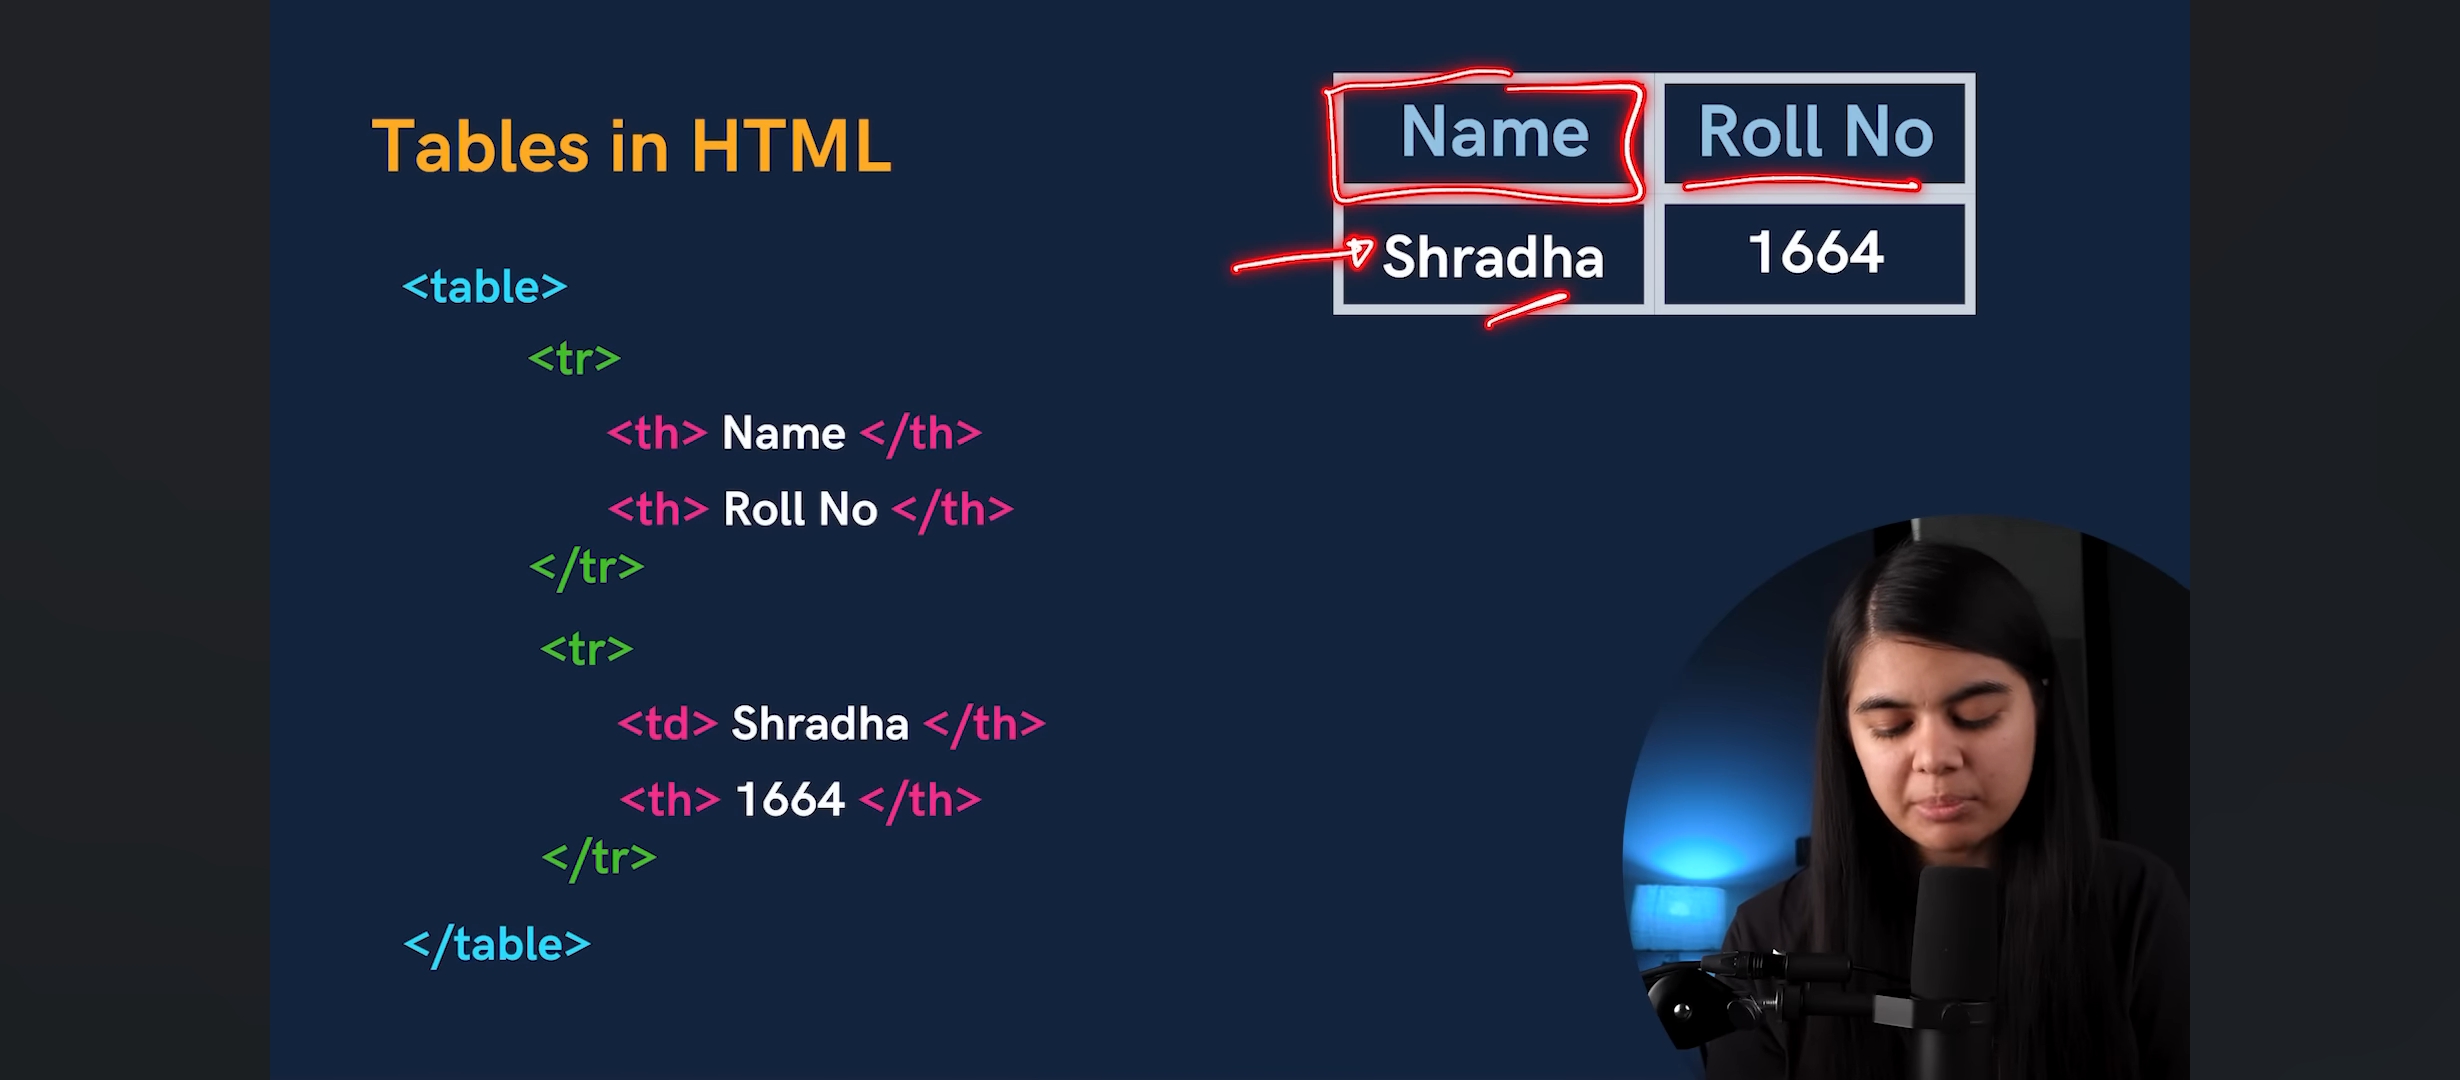 Tables in HTML
<table>
<tr>
<th> Name </th>
<th> Roll No </th>
</tr>
<tr>
<td> Shradha </th>
<th> 1664 </th>
</tr>
</table>
Name Roll No
Shradha 1664